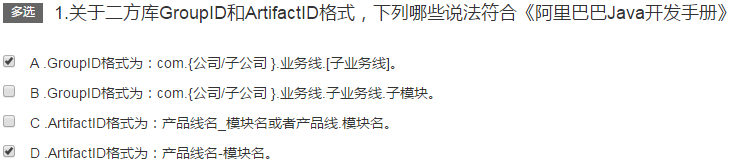 多选 1.关于二方库GroupID和ArtifactID格式，下列哪些说法符合《阿里巴巴Java开发手册》
A .GroupID格式为：com.{公司/子公司 }.业务线.[子业务线]。
B .GroupID格式为：com.{公司/子公司 }.业务线.子业务线.子模块。
C .ArtifactID格式为：产品线名_模块名或者产品线.模块名。
D .ArtifactID格式为：产品线名-模块名。